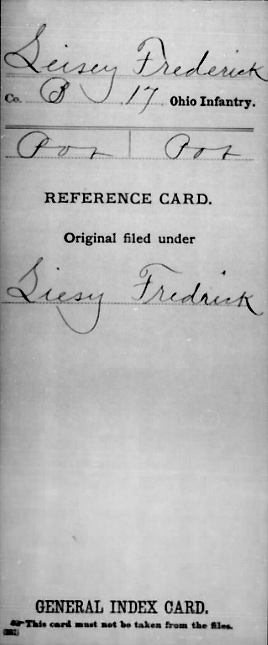 Leisey Frederick
Co. B, 17 Ohio Infantry.
Pvt | Pvt
REFERENCE CARD.
Original filed under
Liesy Fredrick
GENERAL INDEX CARD.
This card must not be taken from the files.